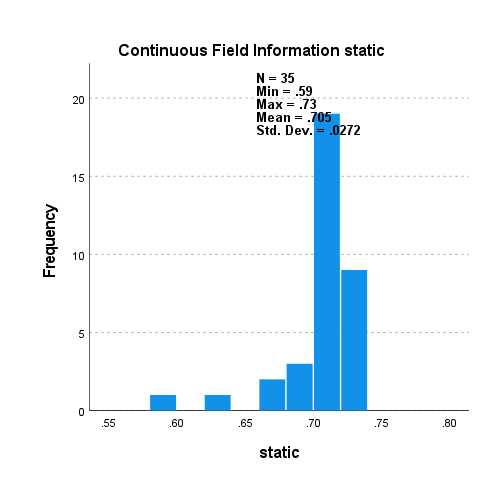 Continuous Field Information static
N = 35
Min = .59
Max = .73
Mean = .705
Std. Dev. = .0272
20
15
10
5
0
Frequency
.55 .60 .65 .70 .75 .80
static